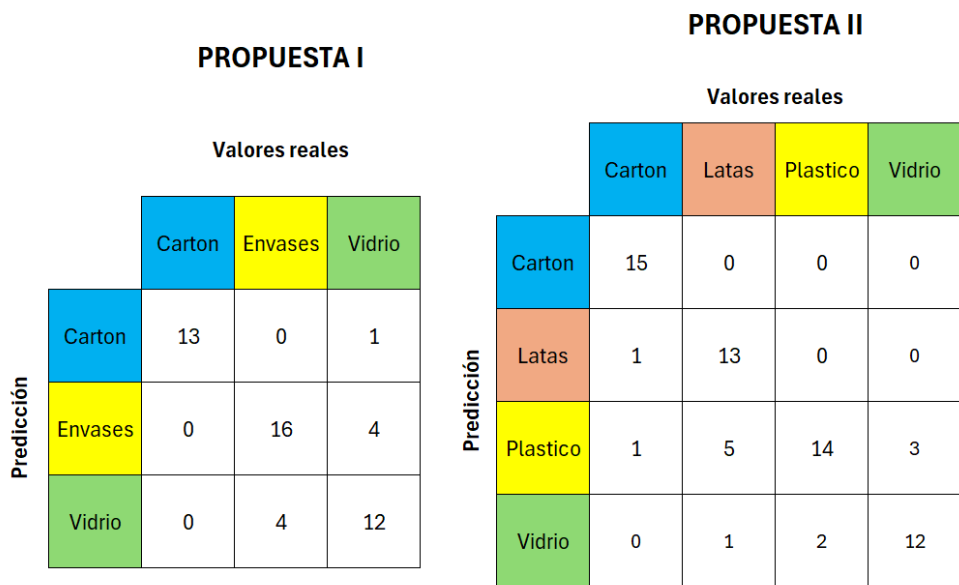 PROPUESTA I
Valores reales
Carton Envases Vidrio
Predicción
Carton 13 0 1
Envases 0 16 4
Vidrio 0 4 12
PROPUESTA II
Valores reales
Carton Latas Plastico Vidrio
Predicción
Carton 15 0 0 0
Latas 1 13 0 0
Plastico 1 5 14 3
Vidrio 0 1 2 12